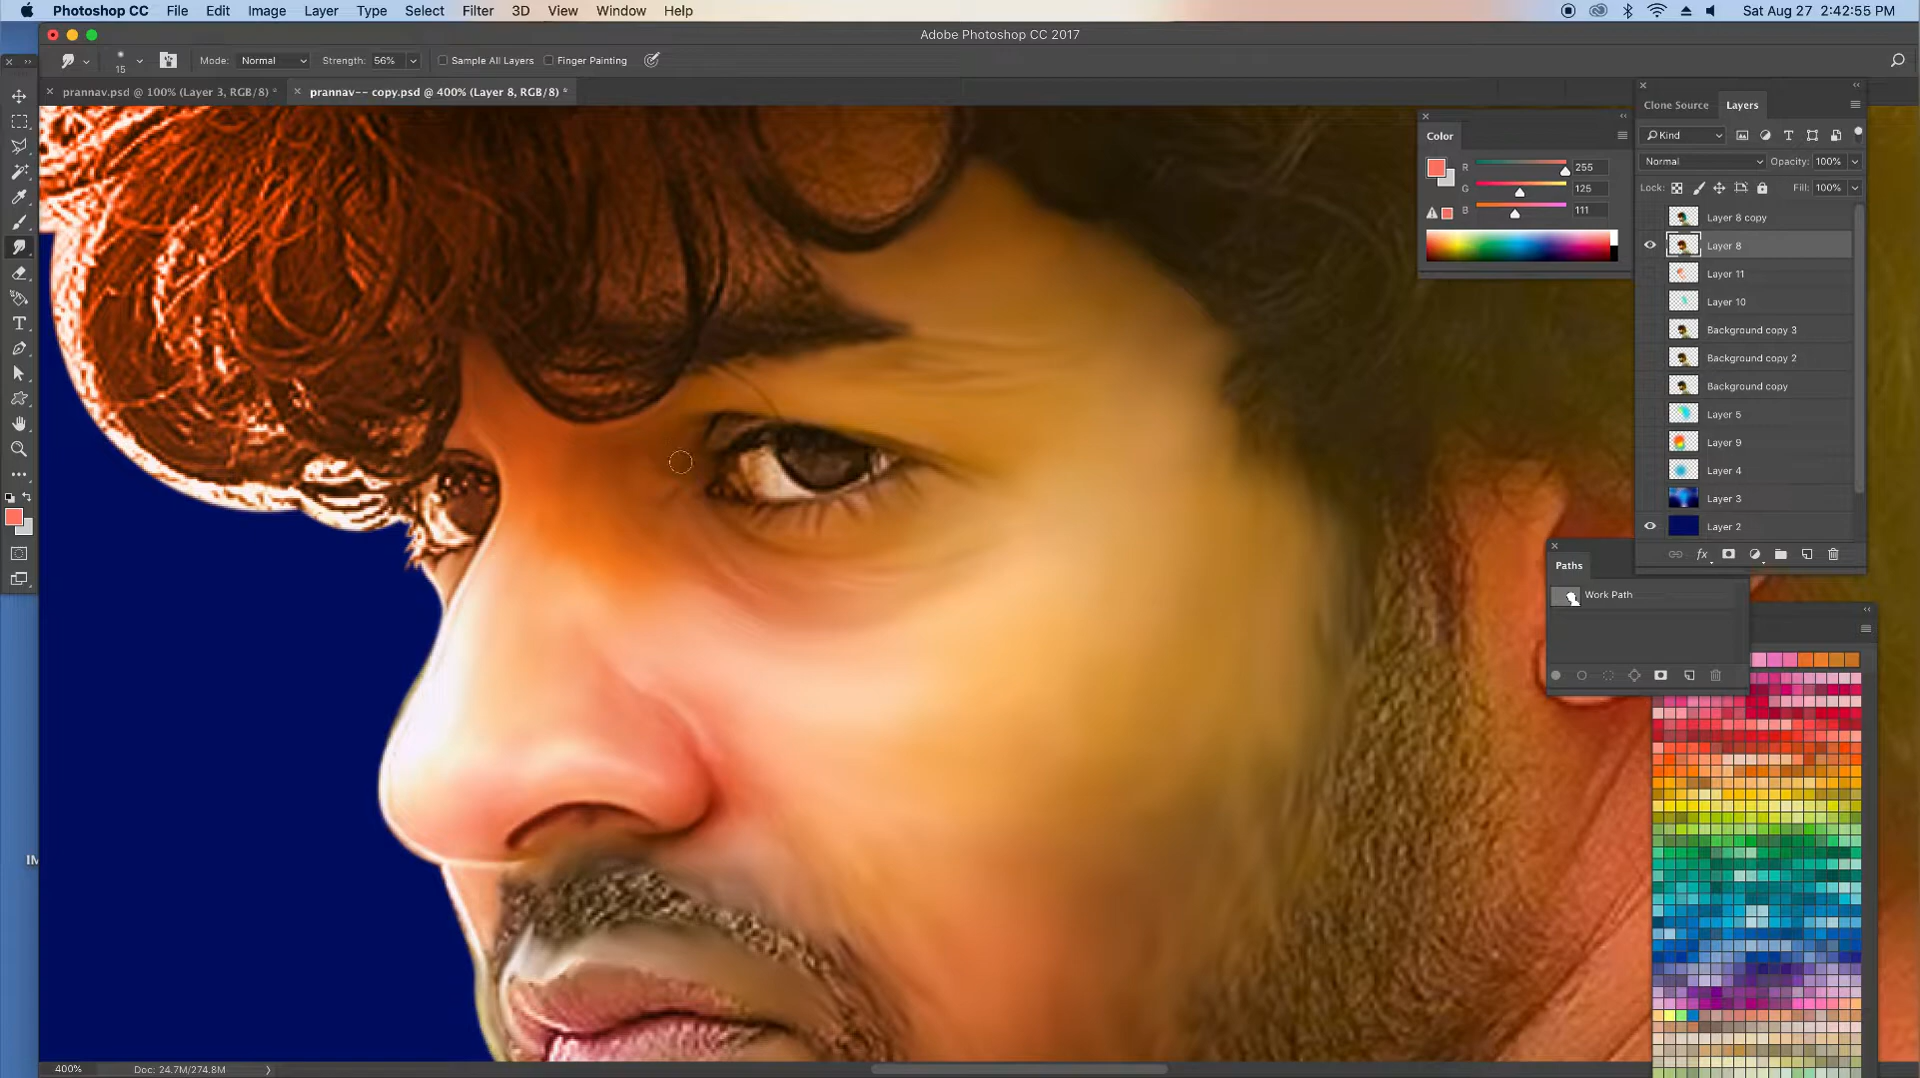 Photoshop CC File Edit Image Layer Type Select Filter 3D View Window Help Sat Aug 27 2:42:55 PM
Adobe Photoshop CC 2017
15 Mode: Normal Strength: 56% Sample All Layers Finger Painting
prannav.psd @ 100% (Layer 3, RGB/8) * prannav-- copy.psd @ 400% (Layer 8, RGB/8) *
Clone Source Layers
Color
Kind
R 255
Normal Opacity: 100%
G 125
Lock: Fill: 100%
B 111
Layer 8 copy
Layer 8
Layer 11
Layer 10
Background copy 3
Background copy 2
Background copy
Layer 5
Layer 9
Layer 4
Layer 3
Layer 2
fx
Paths
Work Path
IM
400% Doc: 24.7M/274.8M